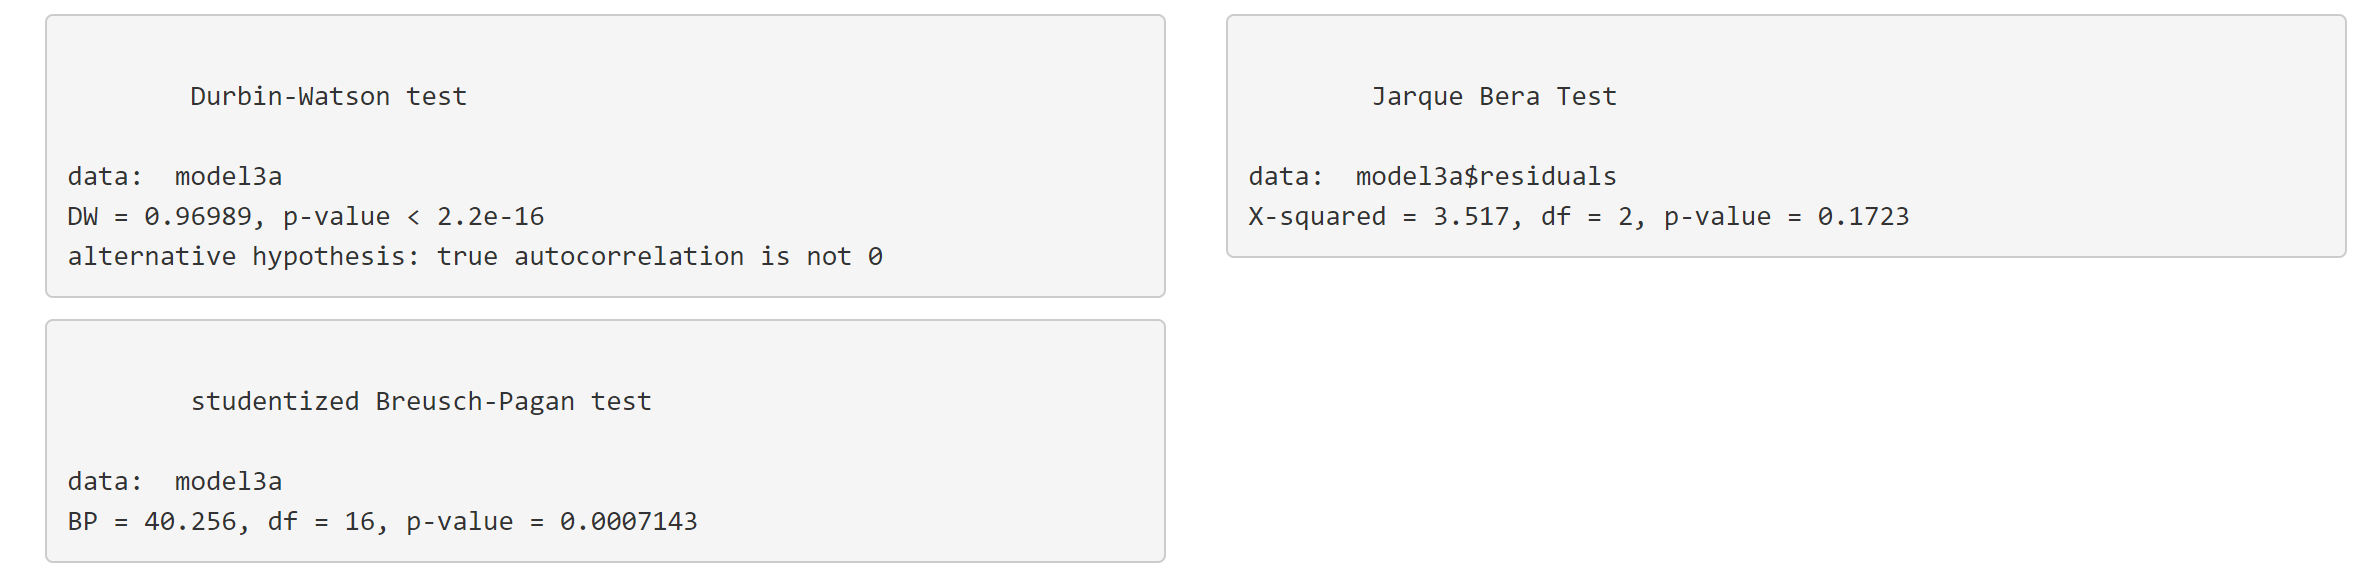 Durbin-Watson test
data:  model3a
DW = 0.96989, p-value < 2.2e-16
alternative hypothesis: true autocorrelation is not 0
studentized Breusch-Pagan test
data:  model3a
BP = 40.256, df = 16, p-value = 0.0007143
Jarque Bera Test
data:  model3a$residuals
X-squared = 3.517, df = 2, p-value = 0.1723